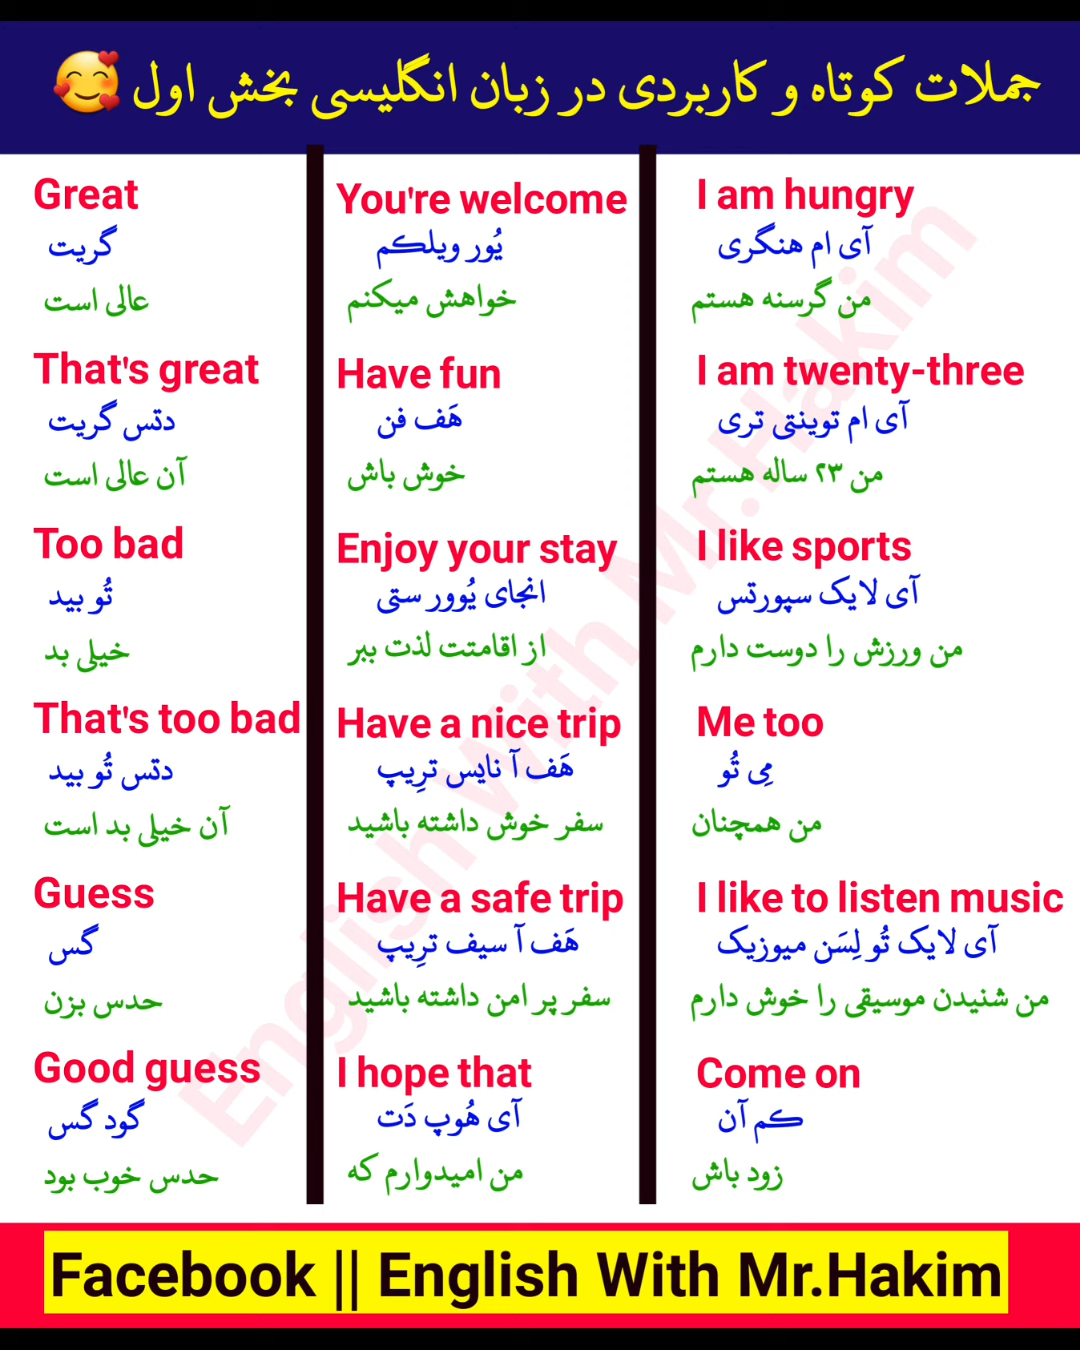 جملات کوتاه و کاربردی در زبان انگلیسی بخش اول 🥰
Great
گریت
عالی است
That's great
دتس گریت
آن عالی است
Too bad
تُو بید
خیلی بد
That's too bad
دتس تُو بید
آن خیلی بد است
Guess
گس
حدس بزن
Good guess
گود گس
حدس خوب بود
You're welcome
یُور ویلکم
خواهش میکنم
Have fun
هَف فن
خوش باش
Enjoy your stay
انجای یُوور ستی
از اقامتت لذت ببر
Have a nice trip
هَف آ نایس ترِیپ
سفر خوش داشته باشید
Have a safe trip
هَف آ سیف ترِیپ
سفر پر امن داشته باشید
I hope that
آی هُوپ دَت
من امیدوارم که
I am hungry
آی ام هنگری
من گرسنه هستم
I am twenty-three
آی ام توینتی تری
من ۲۳ ساله هستم
I like sports
آی لایک سپورتس
من ورزش را دوست دارم
Me too
مِی تُو
من همچنان
I like to listen music
آی لایک تُو لِسَن میوزیک
من شنیدن موسیقی را خوش دارم
Come on
کم آن
زود باش
English With Mr.Hakim
Facebook || English With Mr.Hakim